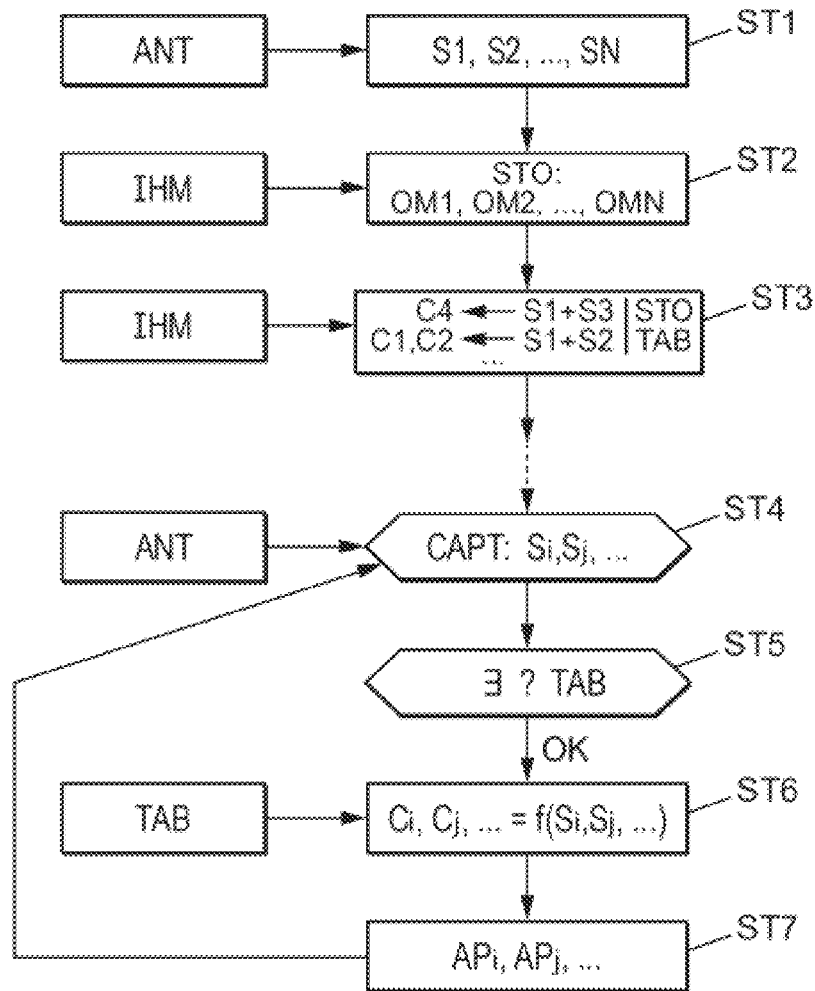 ANT
S1, S2, ..., SN
ST1
IHM
STO:
OM1, OM2, ..., OMN
ST2
IHM
C4 ← S1+S3 | STO
C1,C2 ← S1+S2 | TAB
...
ST3
ANT
CAPT: Si,Sj, ...
ST4
∃ ? TAB
ST5
OK
TAB
Ci, Cj, ... = f(Si,Sj, ...)
ST6
APi, APj, ...
ST7